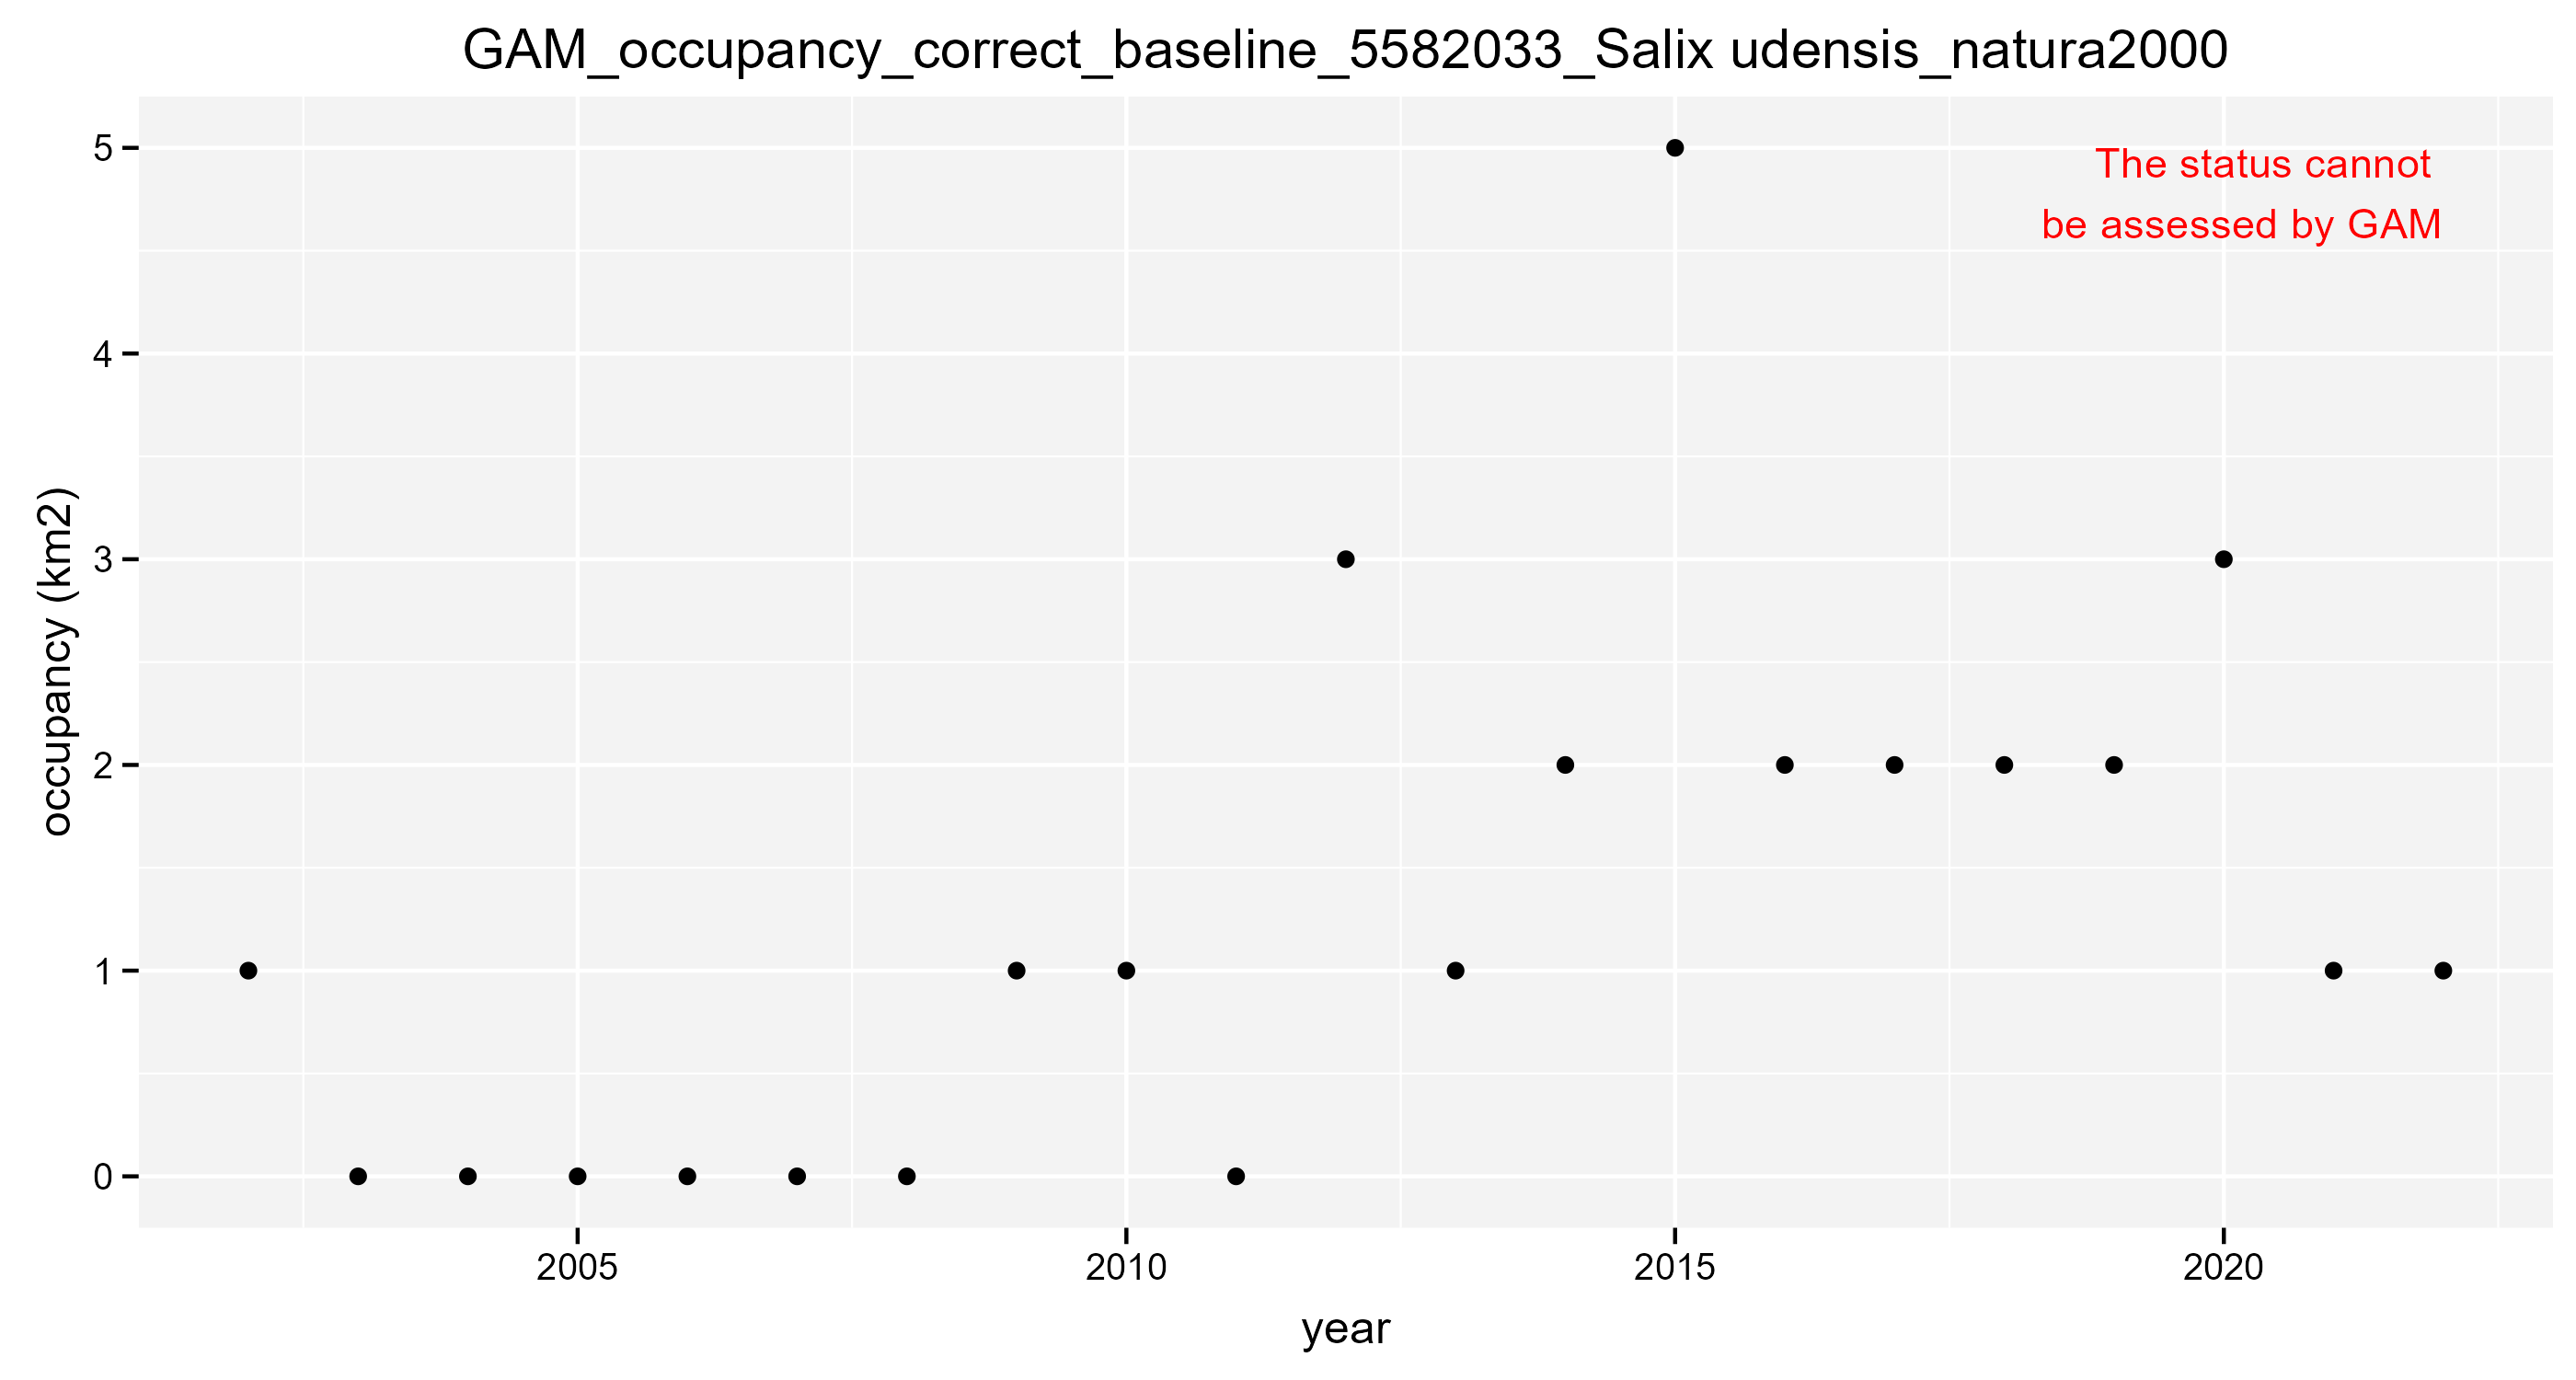 GAM_occupancy_correct_baseline_5582033_Salix udensis_natura2000
The status cannot
be assessed by GAM
occupancy (km2)
5
4
3
2
1
0
2005 2010 2015 2020
year